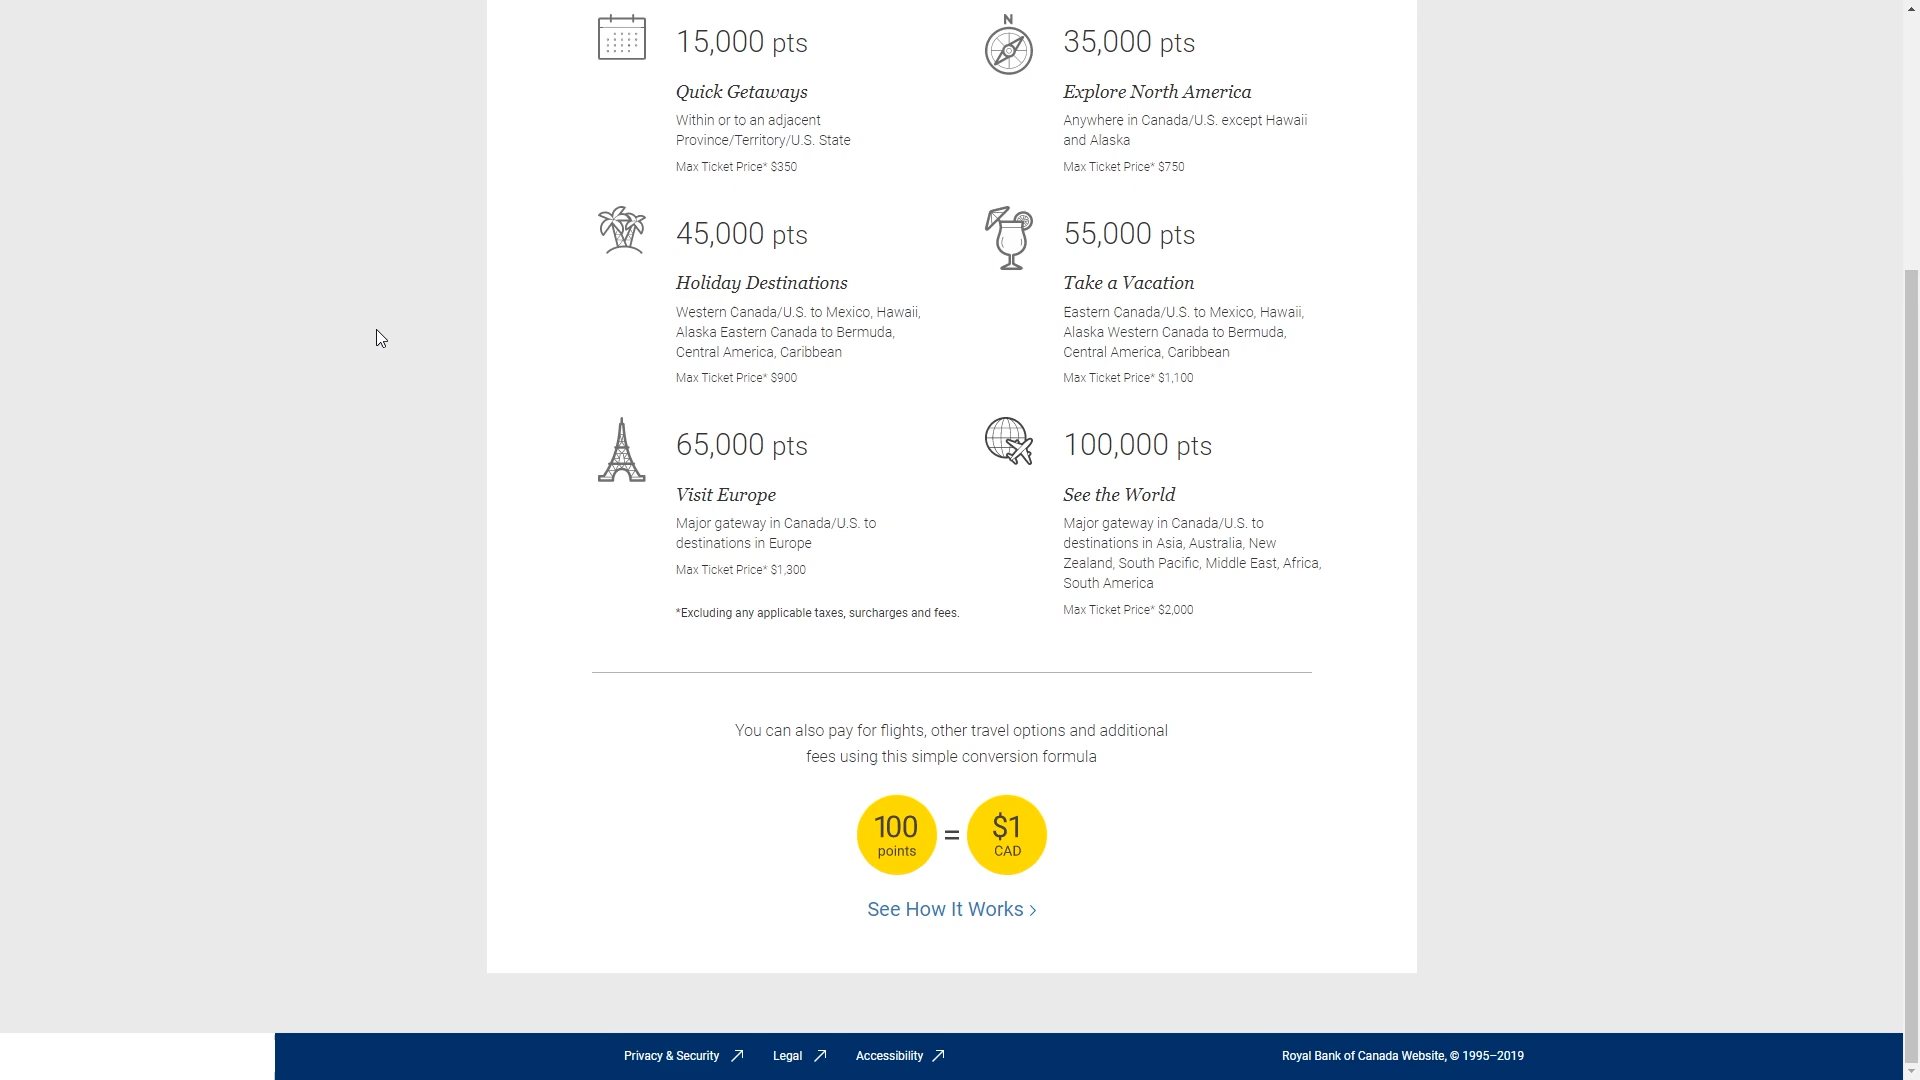 15,000 pts
Quick Getaways
Within or to an adjacent
Province/Territory/U.S. State
Max Ticket Price* $350
N
35,000 pts
Explore North America
Anywhere in Canada/U.S. except Hawaii
and Alaska
Max Ticket Price* $750
45,000 pts
Holiday Destinations
Western Canada/U.S. to Mexico, Hawaii,
Alaska Eastern Canada to Bermuda,
Central America, Caribbean
Max Ticket Price* $900
55,000 pts
Take a Vacation
Eastern Canada/U.S. to Mexico, Hawaii,
Alaska Western Canada to Bermuda,
Central America, Caribbean
Max Ticket Price* $1,100
65,000 pts
Visit Europe
Major gateway in Canada/U.S. to
destinations in Europe
Max Ticket Price* $1,300
100,000 pts
See the World
Major gateway in Canada/U.S. to
destinations in Asia, Australia, New
Zealand, South Pacific, Middle East, Africa,
South America
Max Ticket Price* $2,000
*Excluding any applicable taxes, surcharges and fees.
You can also pay for flights, other travel options and additional
fees using this simple conversion formula
100 points = $1 CAD
See How It Works >
Privacy & Security Legal Accessibility Royal Bank of Canada Website, © 1995–2019